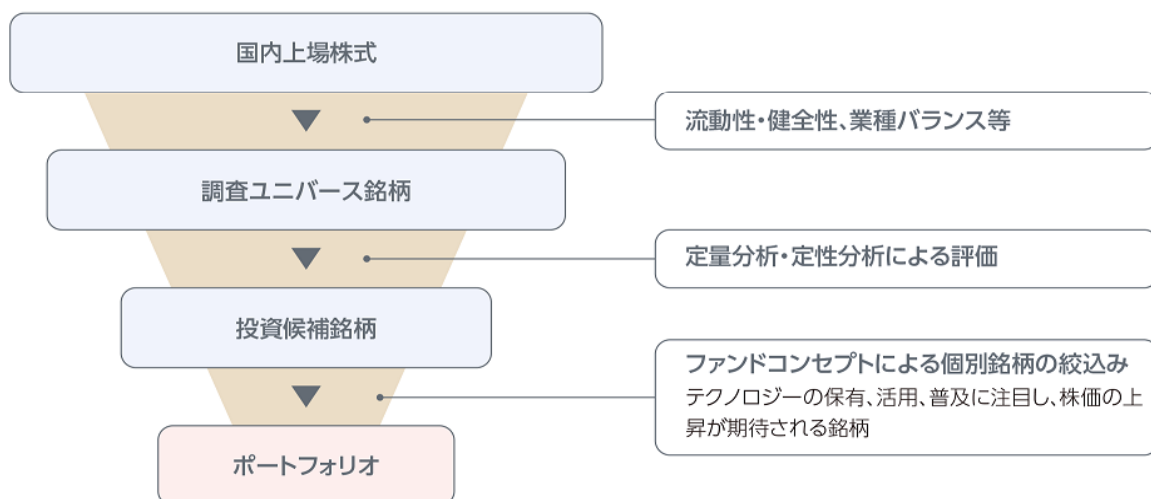 国内上場株式
流動性・健全性、業種バランス等
調査ユニバース銘柄
定量分析・定性分析による評価
投資候補銘柄
ファンドコンセプトによる個別銘柄の絞込み
テクノロジーの保有、活用、普及に注目し、株価の上
昇が期待される銘柄
ポートフォリオ